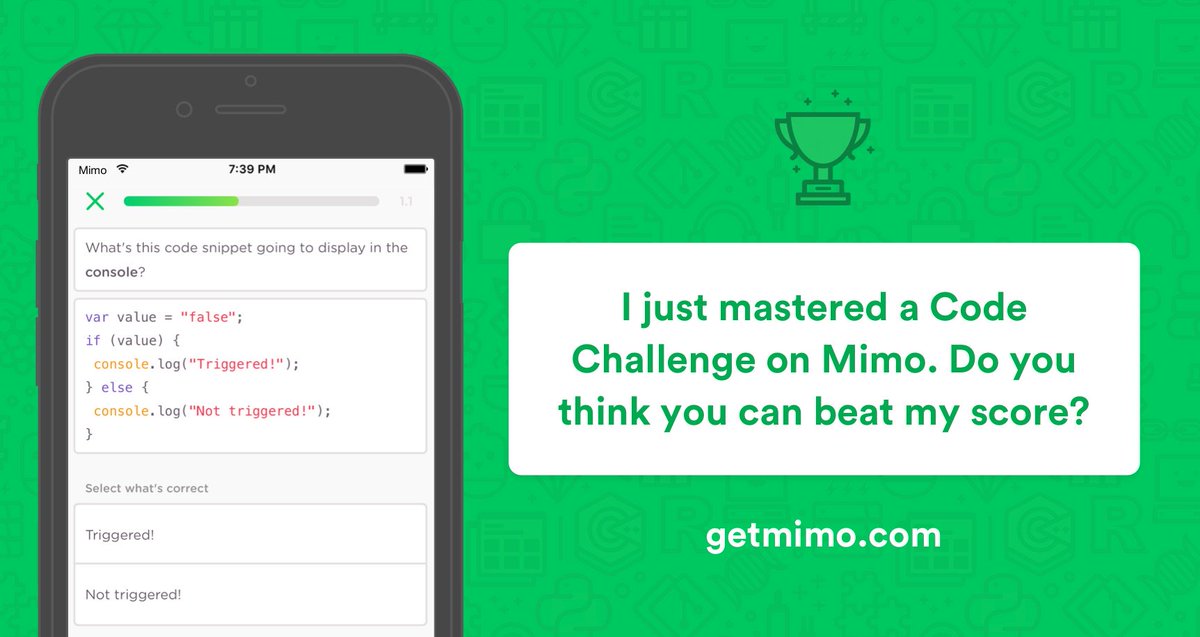 Mimo 7:39 PM
1.1
What's this code snippet going to display in the
console?
var value = "false";
if (value) {
console.log("Triggered!");
} else {
console.log("Not triggered!");
}
Select what's correct
Triggered!
Not triggered!
I just mastered a Code
Challenge on Mimo. Do you
think you can beat my score?
getmimo.com